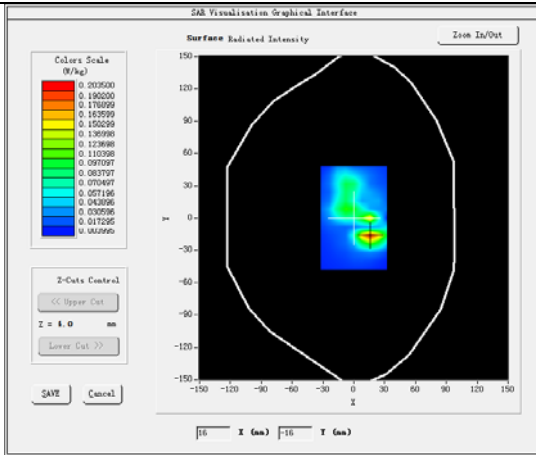 SAR Visualisation Graphical Interface
Surface Radiated Intensity
Zoom In/Out
Colors Scale
(W/kg)
0.203500
0.190200
0.176899
0.163599
0.150299
0.136998
0.123698
0.110398
0.097097
0.083797
0.070497
0.057196
0.043896
0.030596
0.017295
0.003995
150
120
90
60
30
0
-30
-60
-90
-120
-150
Y
-150 -120 -90 -60 -30 0 30 60 90 120 150
X
Z-Cuts Control
<< Upper Cut
Z = 4.0 mm
Lower Cut >>
SAVE Cancel
16 X (mm) -16 Y (mm)